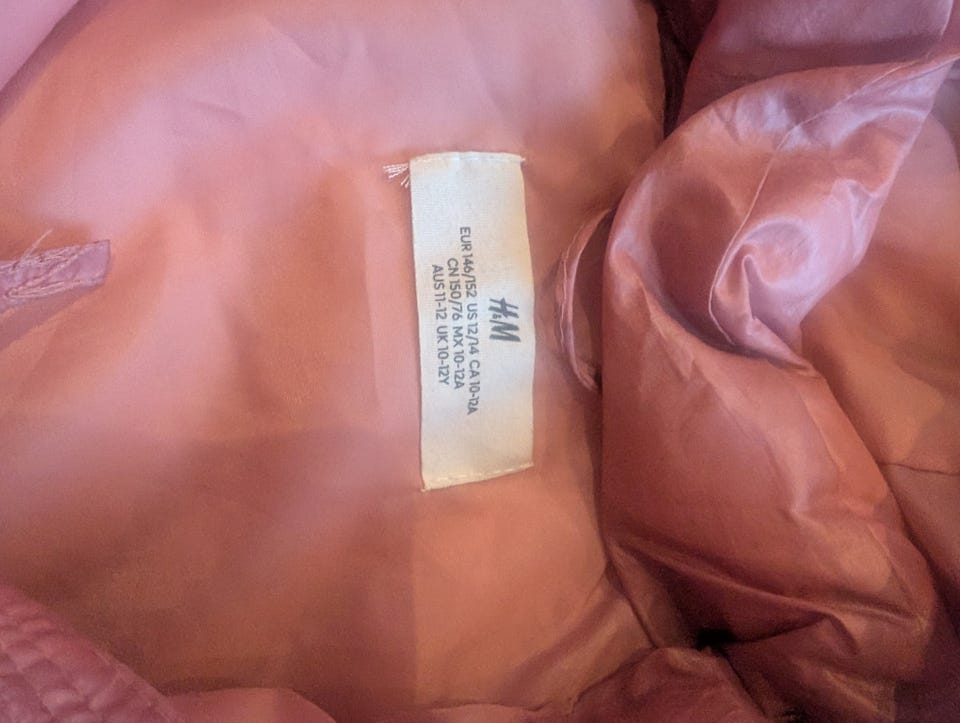 H&M
EUR 146/152 US 12/14 CA 10-12A
CN 150/76 MX 10-12A
AUS 11-12 UK 10-12Y